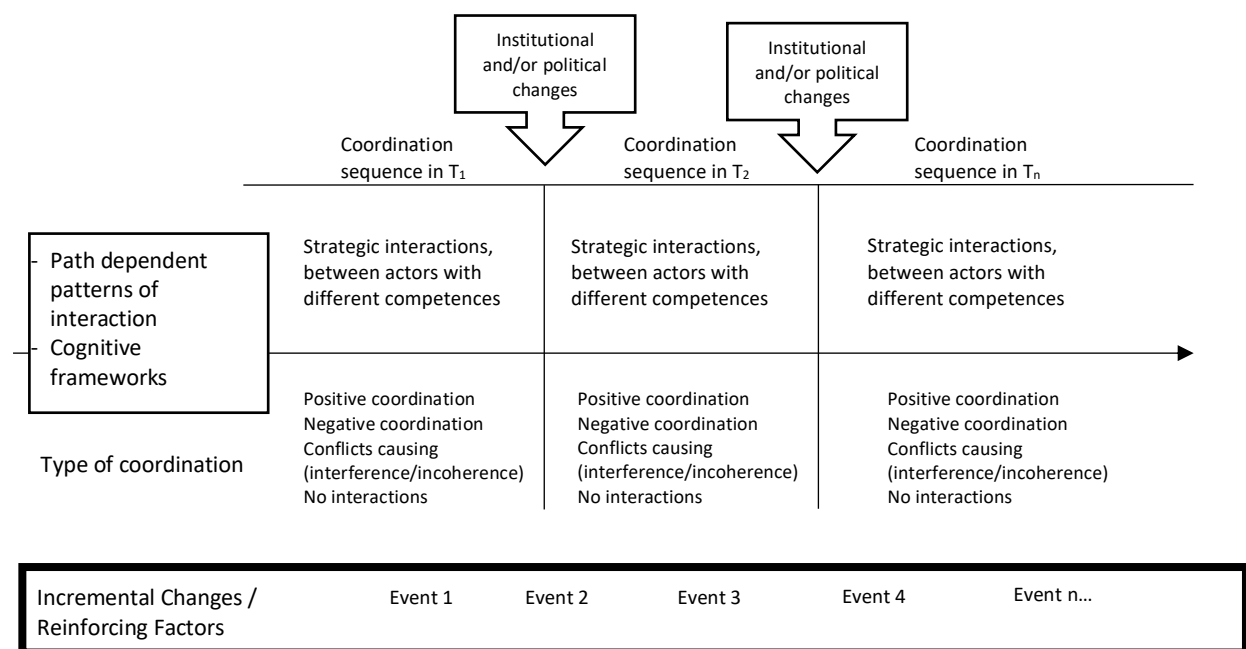 Institutional
and/or political
changes
Institutional
and/or political
changes
Coordination
sequence in T₁
Coordination
sequence in T₂
Coordination
sequence in Tₙ
- Path dependent
patterns of
interaction
- Cognitive
frameworks
Strategic interactions,
between actors with
different competences
Strategic interactions,
between actors with
different competences
Strategic interactions,
between actors with
different competences
Type of coordination
Positive coordination
Negative coordination
Conflicts causing
(interference/incoherence)
No interactions
Positive coordination
Negative coordination
Conflicts causing
(interference/incoherence)
No interactions
Positive coordination
Negative coordination
Conflicts causing
(interference/incoherence)
No interactions
Incremental Changes /
Reinforcing Factors
Event 1
Event 2
Event 3
Event 4
Event n...